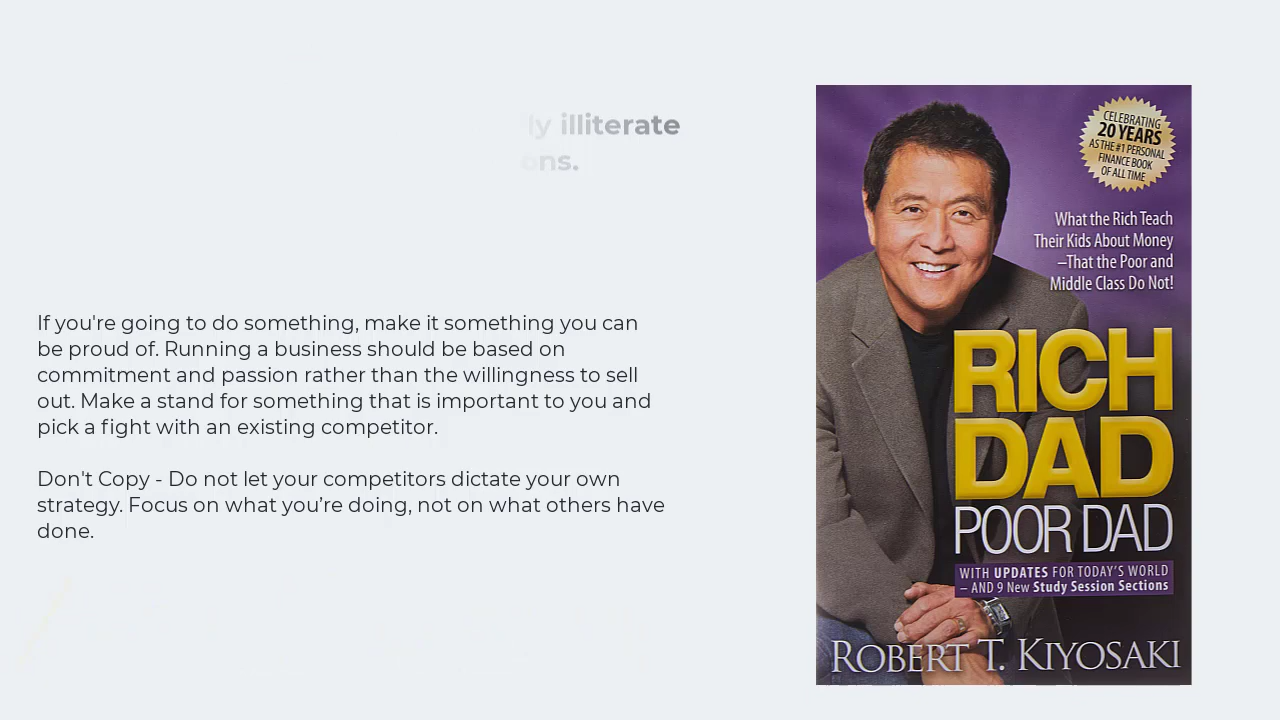 illiterate
If you're going to do something, make it something you can
be proud of. Running a business should be based on
commitment and passion rather than the willingness to sell
out. Make a stand for something that is important to you and
pick a fight with an existing competitor.
Don't Copy - Do not let your competitors dictate your own
strategy. Focus on what you’re doing, not on what others have
done.
CELEBRATING
20 YEARS
AS THE #1 PERSONAL
FINANCE BOOK
OF ALL TIME
What the Rich Teach
Their Kids About Money
–That the Poor and
Middle Class Do Not!
RICH
DAD
POOR DAD
WITH UPDATES FOR TODAY'S WORLD
– AND 9 New Study Session Sections
ROBERT T. KIYOSAKI